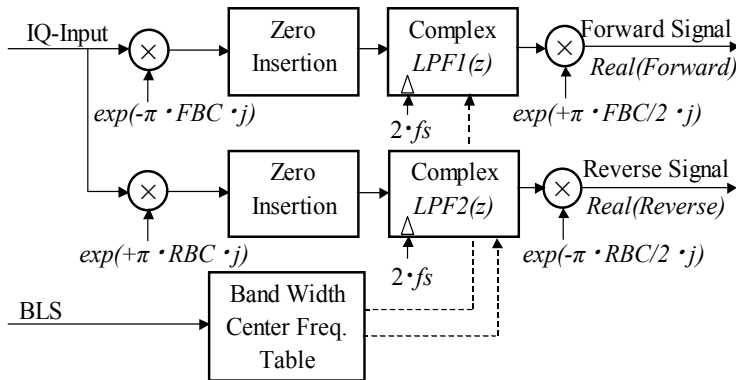 IQ-Input
×
Zero
Insertion
Complex
LPF1(z)
×
Forward Signal
Real(Forward)
exp(-π・FBC・j)
2・fs
exp(+π・FBC/2・j)
×
Zero
Insertion
Complex
LPF2(z)
×
Reverse Signal
Real(Reverse)
exp(+π・RBC・j)
2・fs
exp(-π・RBC/2・j)
BLS
Band Width
Center Freq.
Table